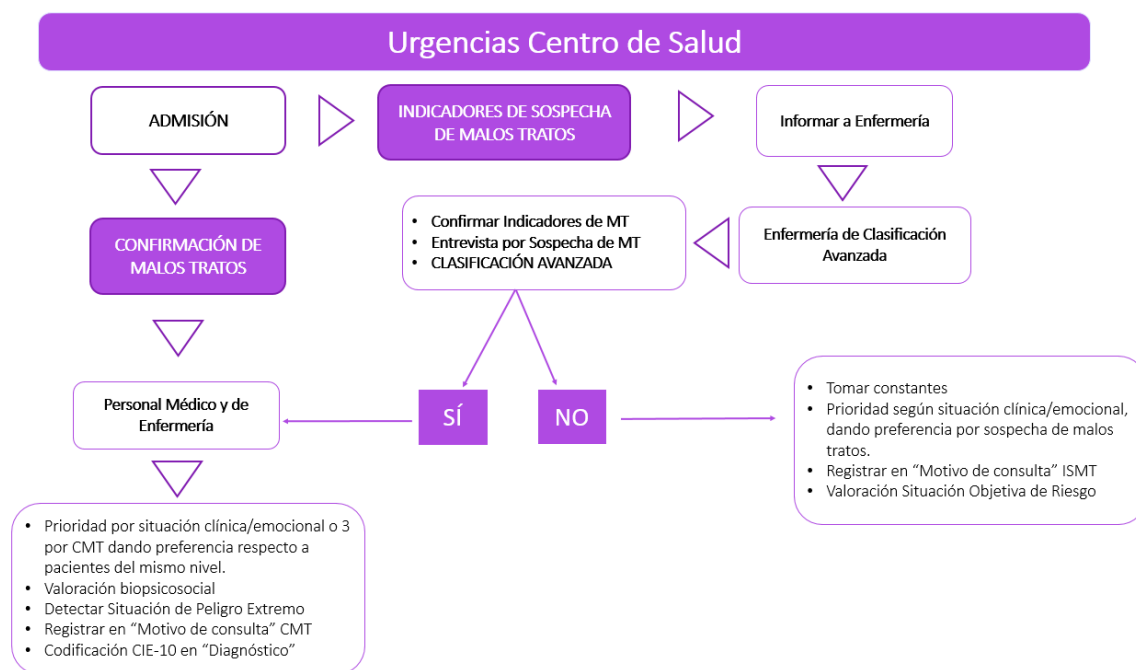 Urgencias Centro de Salud
ADMISIÓN
INDICADORES DE SOSPECHA
DE MALOS TRATOS
Informar a Enfermería
CONFIRMACIÓN DE
MALOS TRATOS
• Confirmar Indicadores de MT
• Entrevista por Sospecha de MT
• CLASIFICACIÓN AVANZADA
Enfermería de Clasificación
Avanzada
Personal Médico y de
Enfermería
SÍ
NO
• Tomar constantes
• Prioridad según situación clínica/emocional,
dando preferencia por sospecha de malos
tratos.
• Registrar en “Motivo de consulta” ISMT
• Valoración Situación Objetiva de Riesgo
• Prioridad por situación clínica/emocional o 3
por CMT dando preferencia respecto a
pacientes del mismo nivel.
• Valoración biopsicosocial
• Detectar Situación de Peligro Extremo
• Registrar en “Motivo de consulta” CMT
• Codificación CIE-10 en “Diagnóstico”